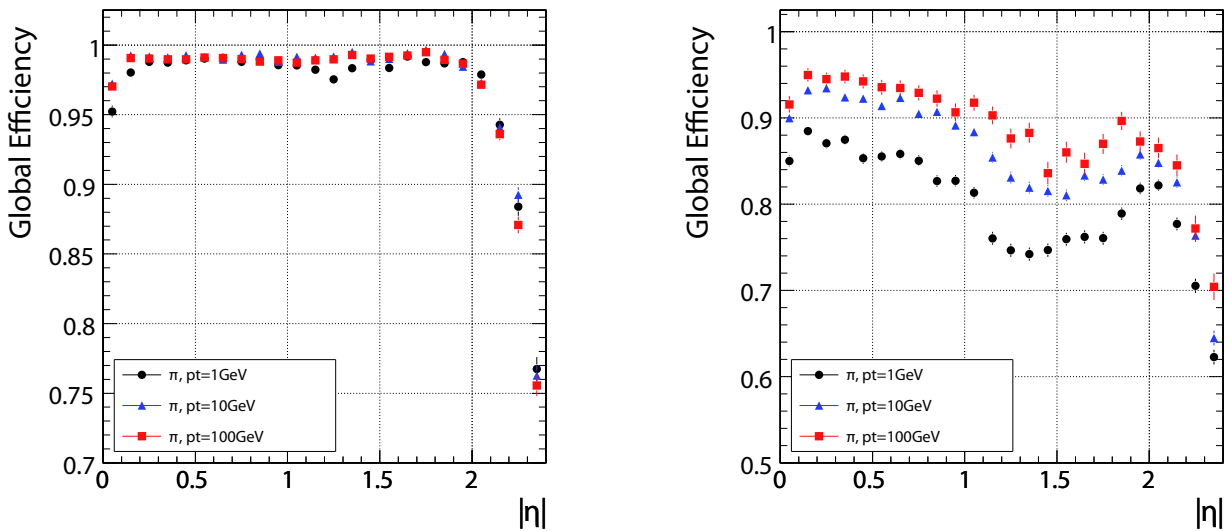 Global Efficiency
1
0.95
0.9
0.85
0.8
0.75
0.7
π, pt=1GeV
π, pt=10GeV
π, pt=100GeV
0 0.5 1 1.5 2
|η|
Global Efficiency
1
0.9
0.8
0.7
0.6
0.5
π, pt=1GeV
π, pt=10GeV
π, pt=100GeV
0 0.5 1 1.5 2
|η|